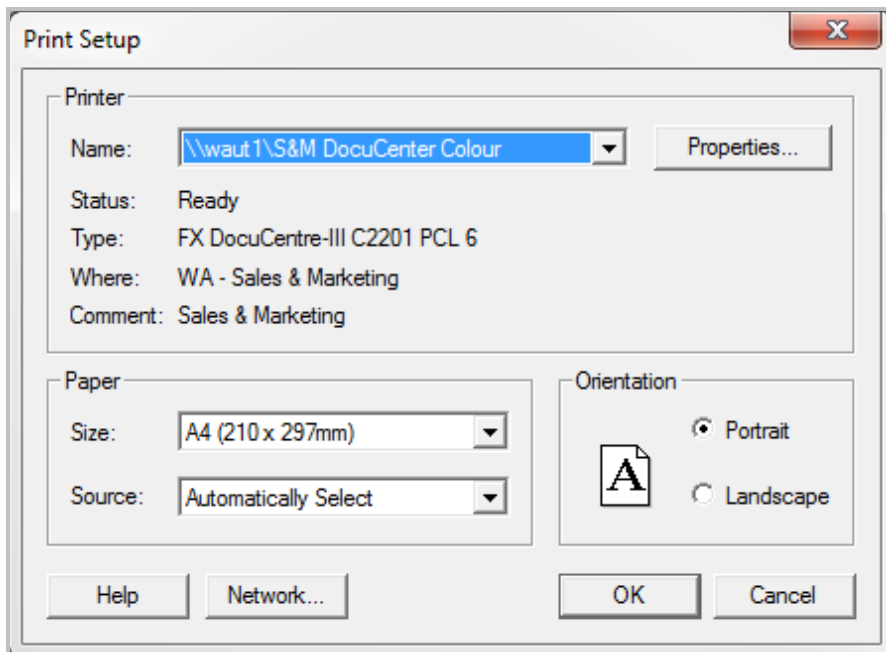 Print Setup
Printer
Name: \\waut1\S&M DocuCenter Colour Properties...
Status: Ready
Type: FX DocuCentre-III C2201 PCL 6
Where: WA - Sales & Marketing
Comment: Sales & Marketing
Paper
Size: A4 (210 x 297mm)
Source: Automatically Select
Orientation
A
Portrait
Landscape
Help Network... OK Cancel